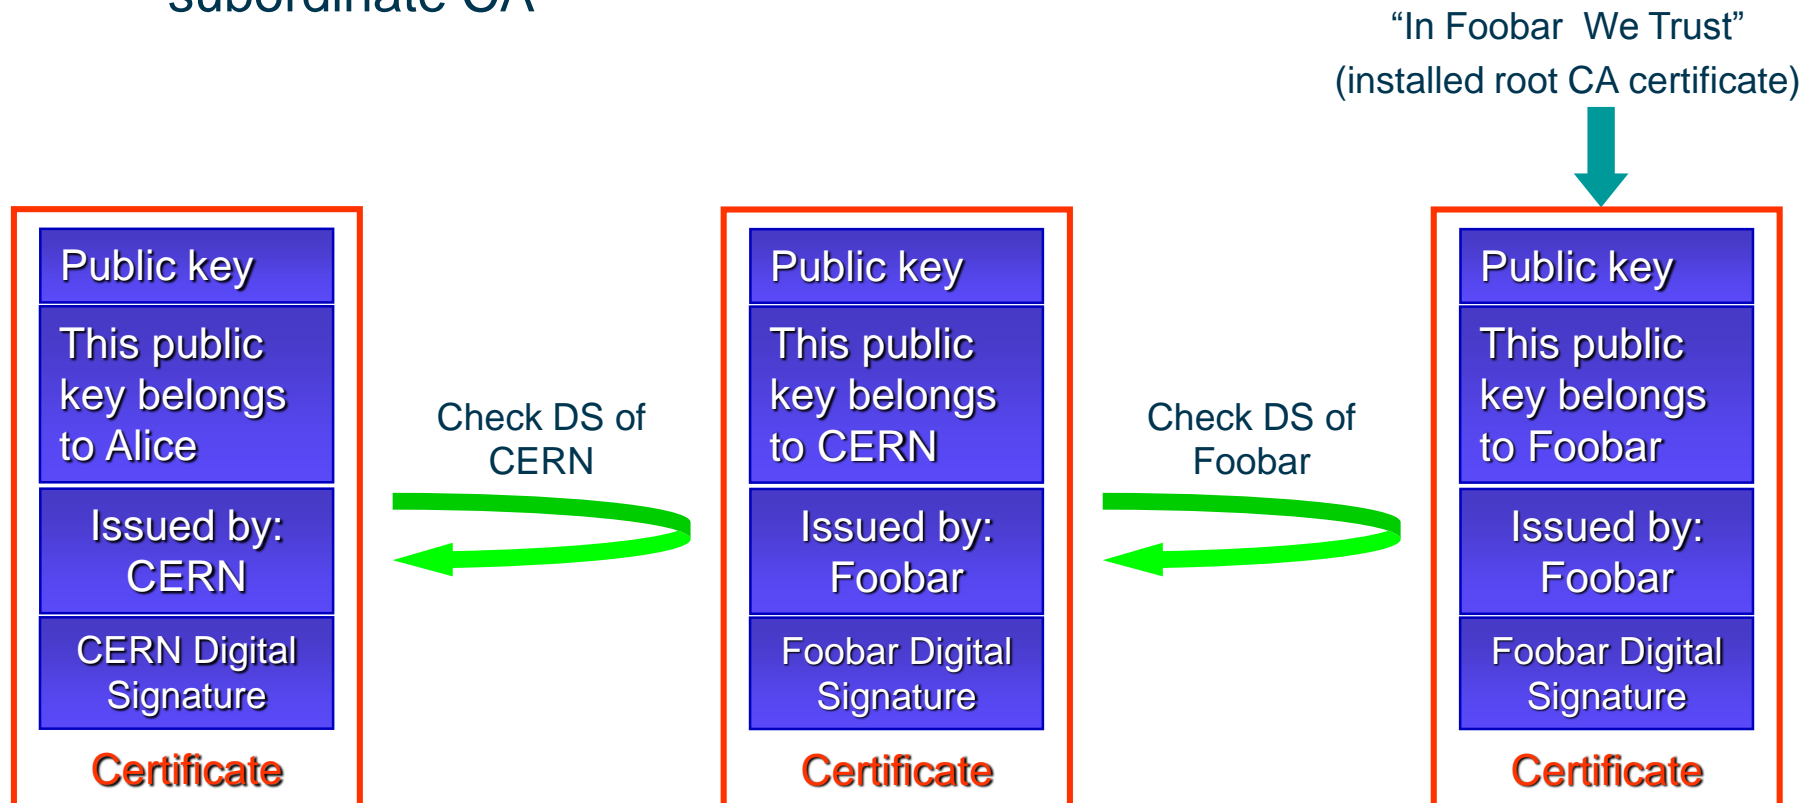 subordinate CA
“In Foobar We Trust”
(installed root CA certificate)
Public key
This public
key belongs
to Alice
Issued by:
CERN
CERN Digital
Signature
Certificate
Check DS of
CERN
Public key
This public
key belongs
to CERN
Issued by:
Foobar
Foobar Digital
Signature
Certificate
Check DS of
Foobar
Public key
This public
key belongs
to Foobar
Issued by:
Foobar
Foobar Digital
Signature
Certificate